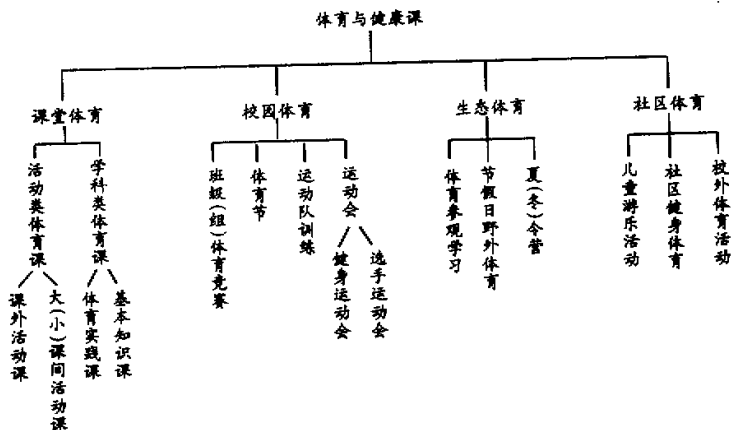 体育与健康课
课堂体育
校园体育
生态体育
社区体育
活动类体育课
学科类体育课
班级(组)体育竞赛
体育节
运动队训练
运动会
体育参观学习
节假日野外体育
夏(冬)令营
儿童游乐活动
社区健身体育
校外体育活动
课外活动课
大(小)课间活动课
体育实践课
基本知识课
健身运动会
选手运动会